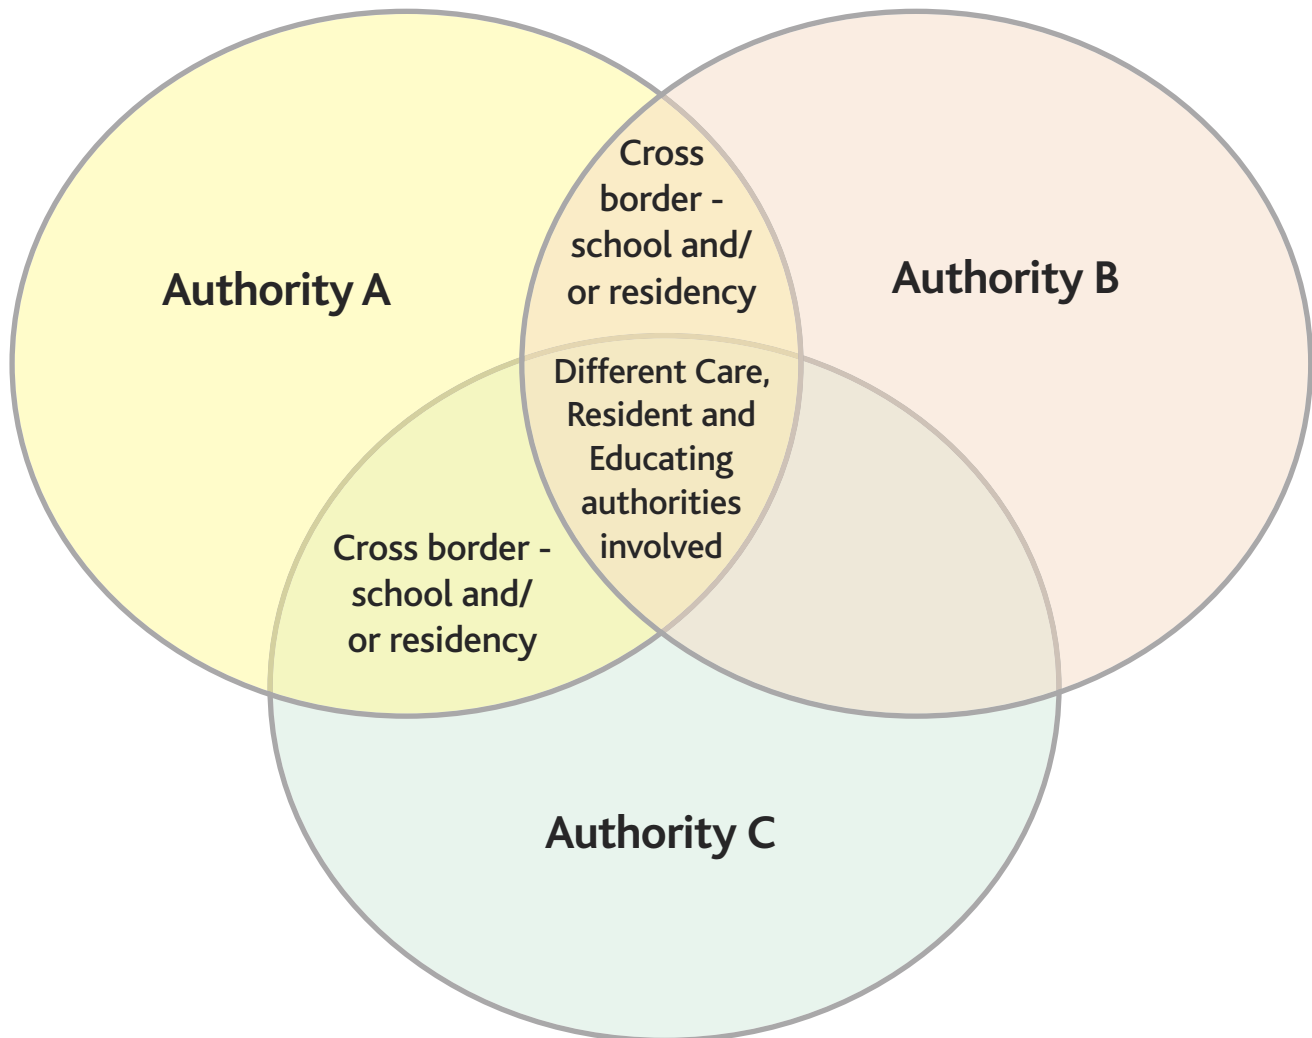 Cross
border -
school and/
or residency
Authority A
Authority B
Different Care,
Resident and
Educating
authorities
involved
Cross border -
school and/
or residency
Authority C